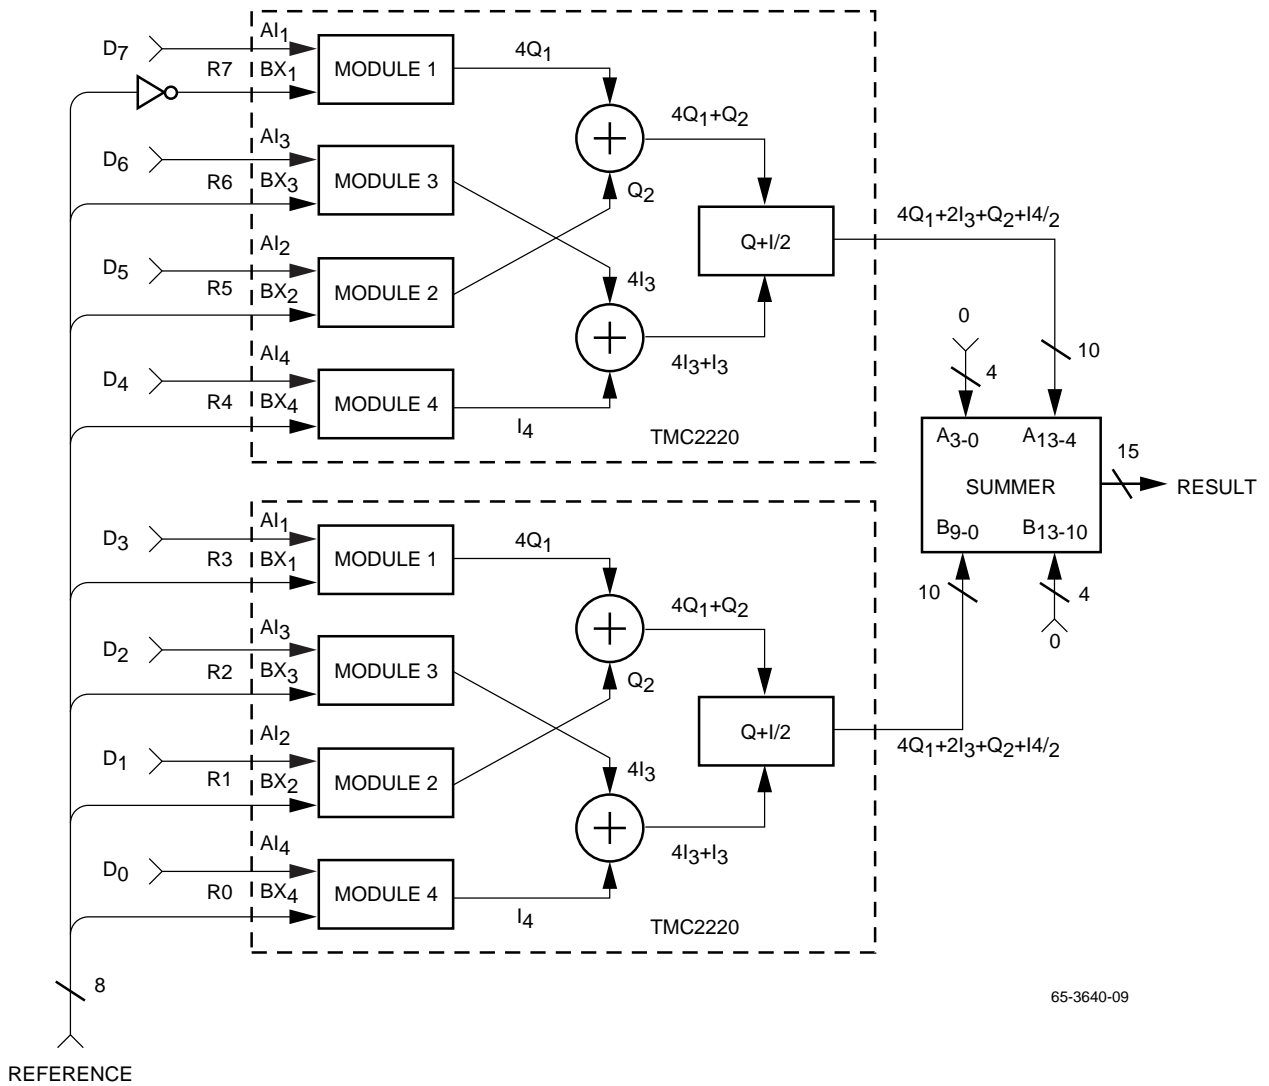 D7 AI1
R7 BX1 MODULE 1 4Q1
4Q1+Q2
D6 AI3
R6 BX3 MODULE 3 Q2
4Q1+2I3+Q2+I4/2
Q+I/2
D5 AI2
R5 BX2 MODULE 2 4I3
4I3+I3
D4 AI4
R4 BX4 MODULE 4 I4
TMC2220
0
4
10
A3-0 A13-4
SUMMER
B9-0 B13-10
15
RESULT
10
4
0
D3 AI1
R3 BX1 MODULE 1 4Q1
4Q1+Q2
D2 AI3
R2 BX3 MODULE 3 Q2
Q+I/2
4Q1+2I3+Q2+I4/2
D1 AI2
R1 BX2 MODULE 2 4I3
4I3+I3
D0 AI4
R0 BX4 MODULE 4 I4
TMC2220
8
65-3640-09
REFERENCE